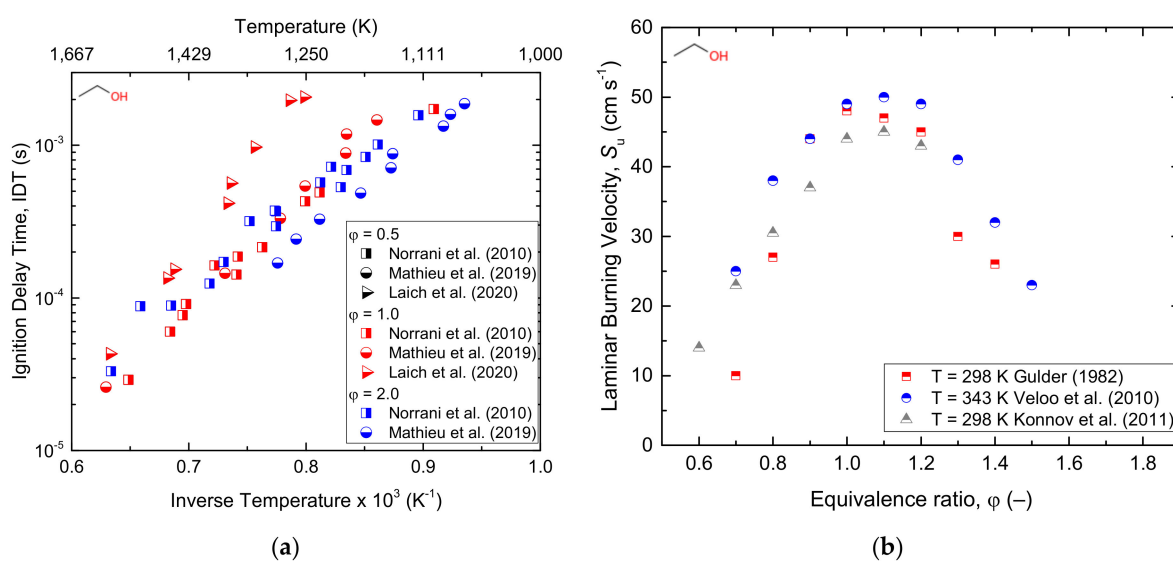 Temperature (K)
1,667 1,429 1,250 1,111 1,000
OH
Ignition Delay Time, IDT (s)
10⁻³
10⁻⁴
10⁻⁵
φ = 0.5
Norrani et al. (2010)
Mathieu et al. (2019)
Laich et al. (2020)
φ = 1.0
Norrani et al. (2010)
Mathieu et al. (2019)
Laich et al. (2020)
φ = 2.0
Norrani et al. (2010)
Mathieu et al. (2019)
0.6 0.7 0.8 0.9 1.0
Inverse Temperature x 10³ (K⁻¹)
(a)
OH
Laminar Burning Velocity, Sᵤ (cm s⁻¹)
60
50
40
30
20
10
0
T = 298 K Gulder (1982)
T = 343 K Veloo et al. (2010)
T = 298 K Konnov et al. (2011)
0.6 0.8 1.0 1.2 1.4 1.6 1.8
Equivalence ratio, φ (–)
(b)